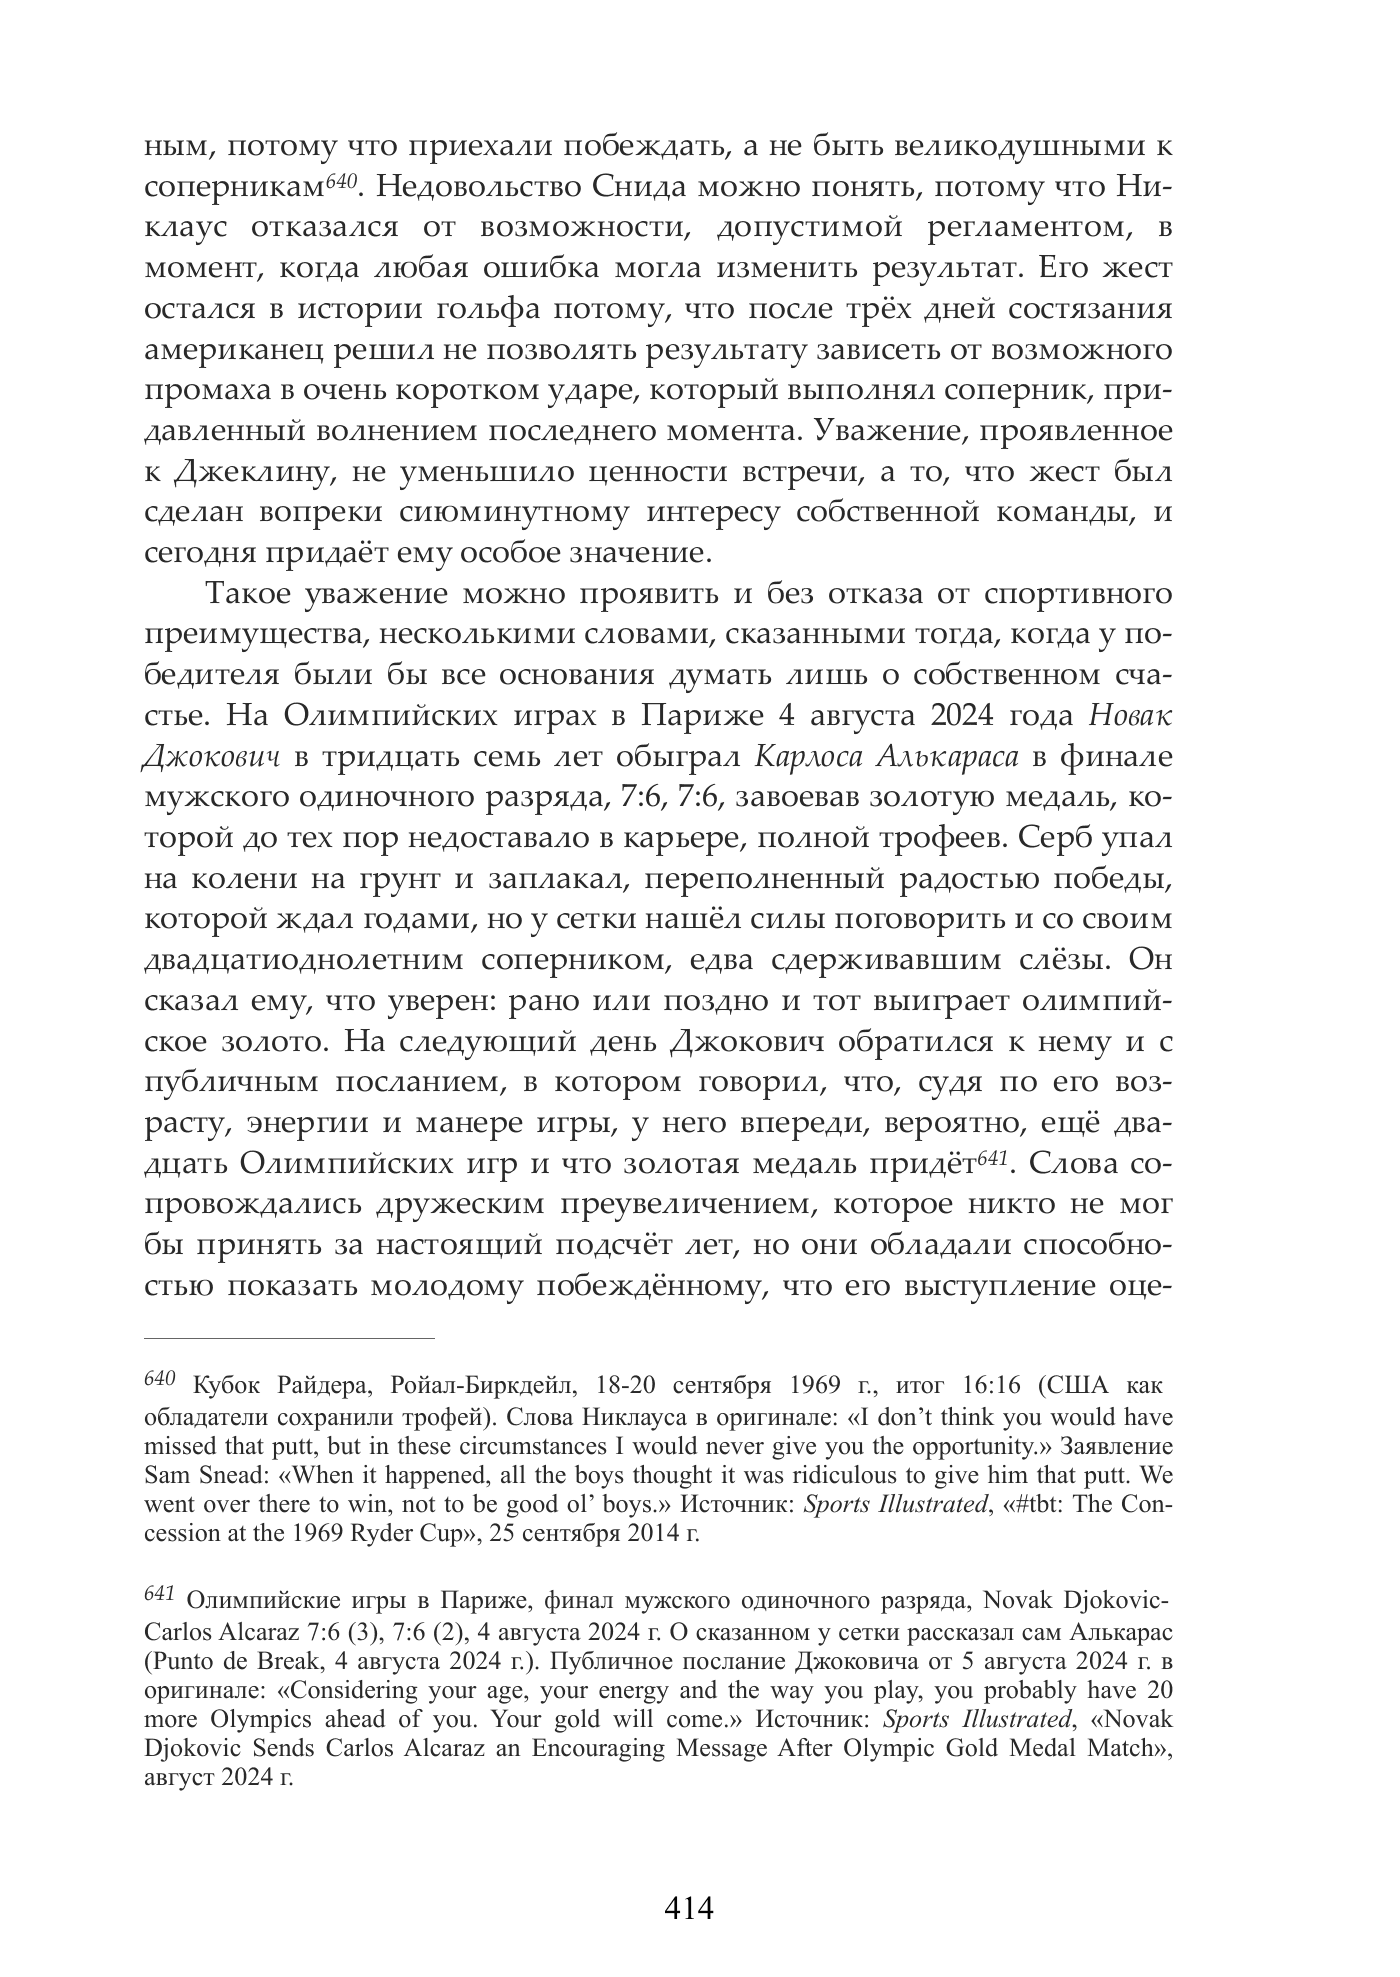 ным, потому что приехали побеждать, а не быть великодушными к
соперникам640. Недовольство Снида можно понять, потому что Ни-
клаус отказался от возможности, допустимой регламентом, в
момент, когда любая ошибка могла изменить результат. Его жест
остался в истории гольфа потому, что после трёх дней состязания
американец решил не позволять результату зависеть от возможного
промаха в очень коротком ударе, который выполнял соперник, при-
давленный волнением последнего момента. Уважение, проявленное
к Джеклину, не уменьшило ценности встречи, а то, что жест был
сделан вопреки сиюминутному интересу собственной команды, и
сегодня придаёт ему особое значение.
Такое уважение можно проявить и без отказа от спортивного
преимущества, несколькими словами, сказанными тогда, когда у по-
бедителя были бы все основания думать лишь о собственном сча-
стье. На Олимпийских играх в Париже 4 августа 2024 года Новак
Джокович в тридцать семь лет обыграл Карлоса Алькараса в финале
мужского одиночного разряда, 7:6, 7:6, завоевав золотую медаль, ко-
торой до тех пор недоставало в карьере, полной трофеев. Серб упал
на колени на грунт и заплакал, переполненный радостью победы,
которой ждал годами, но у сетки нашёл силы поговорить и со своим
двадцатиоднолетним соперником, едва сдерживавшим слёзы. Он
сказал ему, что уверен: рано или поздно и тот выиграет олимпий-
ское золото. На следующий день Джокович обратился к нему и с
публичным посланием, в котором говорил, что, судя по его воз-
расту, энергии и манере игры, у него впереди, вероятно, ещё два-
дцать Олимпийских игр и что золотая медаль придёт641. Слова со-
провождались дружеским преувеличением, которое никто не мог
бы принять за настоящий подсчёт лет, но они обладали способно-
стью показать молодому побеждённому, что его выступление оце-
640 Кубок Райдера, Ройал-Биркдейл, 18-20 сентября 1969 г., итог 16:16 (США как
обладатели сохранили трофей). Слова Никлауса в оригинале: «I don’t think you would have
missed that putt, but in these circumstances I would never give you the opportunity.» Заявление
Sam Snead: «When it happened, all the boys thought it was ridiculous to give him that putt. We
went over there to win, not to be good ol’ boys.» Источник: Sports Illustrated, «#tbt: The Con-
cession at the 1969 Ryder Cup», 25 сентября 2014 г.
641 Олимпийские игры в Париже, финал мужского одиночного разряда, Novak Djokovic-
Carlos Alcaraz 7:6 (3), 7:6 (2), 4 августа 2024 г. О сказанном у сетки рассказал сам Алькарас
(Punto de Break, 4 августа 2024 г.). Публичное послание Джоковича от 5 августа 2024 г. в
оригинале: «Considering your age, your energy and the way you play, you probably have 20
more Olympics ahead of you. Your gold will come.» Источник: Sports Illustrated, «Novak
Djokovic Sends Carlos Alcaraz an Encouraging Message After Olympic Gold Medal Match»,
август 2024 г.
414